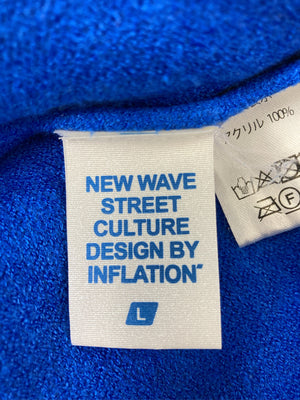 NEW WAVE
STREET
CULTURE
DESIGN BY
INFLATION"
L
アクリル 100%
F